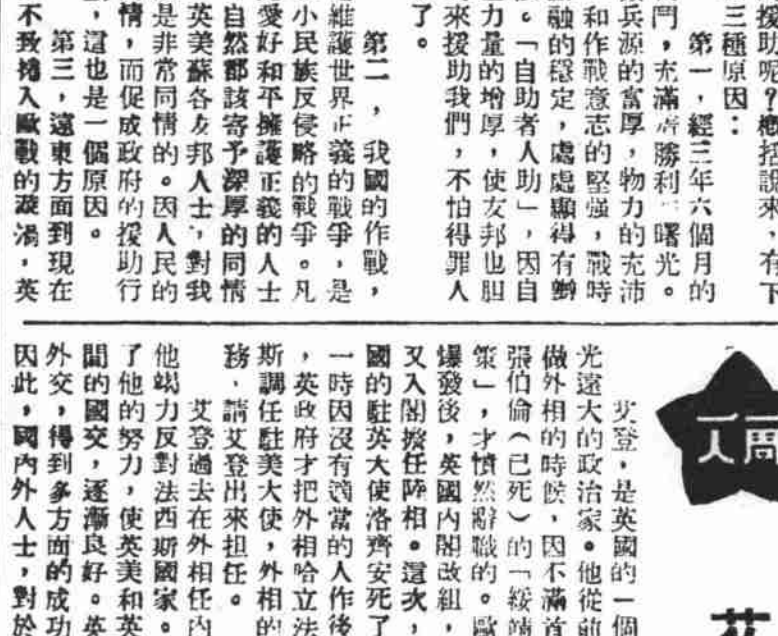 援助呢？概括說來，有下
三種原因：
第一，經三年六個月的
鬥，充滿着勝利的曙光。
兵源的富厚，物力的充沛
和作戰意志的堅強，戰時
融的穩定，處處顯得有
。「自助者人助」，因自
力量的增厚，使友邦也胆
來援助我們，不怕得罪人
了。
第二，我國的作戰，
維護世界正義的戰爭，是
小民族反侵略的戰爭。凡
愛好和平擁護正義的人士
自然都該寄予深厚的同情
英美蘇各友邦人士，對我
是非常同情的。因人民的
情，而促成政府的援助行
，這也是一個原因。
第三，遠東方面到現在
不致捲入歐戰的漩渦，英
周
人
艾登，是英國的一個
光遠大的政治家。他從前
做外相的時候，因不滿首
張伯倫（已死）的「綏靖
策」，才憤然辭職的。歐
爆發後，英國內閣改組，
又入閣擔任陸相。這次，
國的駐英大使洛齊安死了
一時因沒有適當的人作後
，英政府才把外相哈立法
斯調任駐美大使，外相的
務，請艾登出來担任。
艾登過去在外相任內
他竭力反對法西斯國家。
了他的努力，使英美和英
間的國交，逐漸良好。英
外交，得到多方面的成功
因此，國內外人士，對於